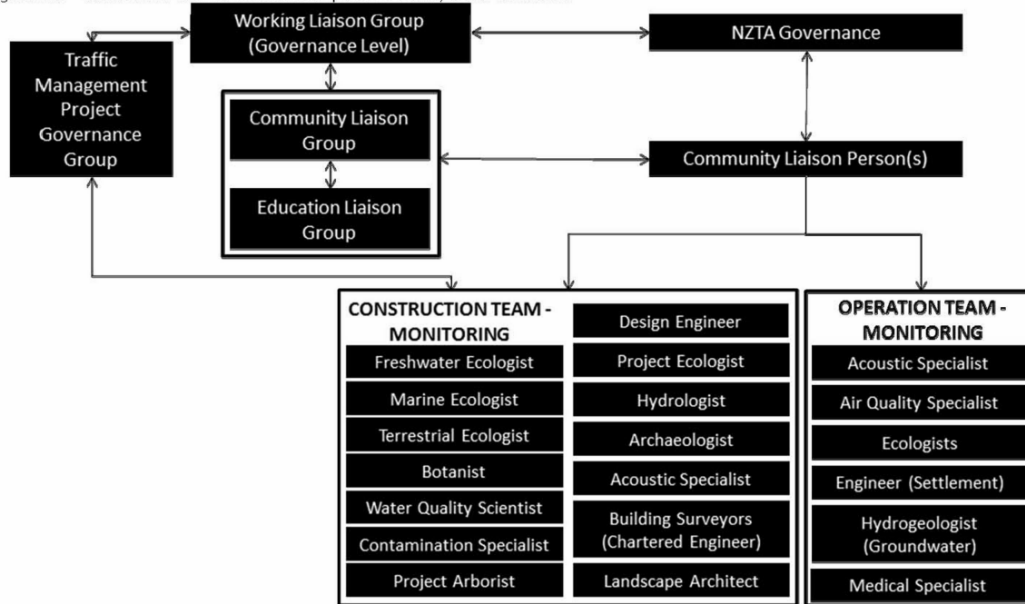 Working Liaison Group
(Governance Level)
NZTA Governance
Traffic
Management
Project
Governance
Group
Community Liaison
Group
Community Liaison Person(s)
Education Liaison
Group
CONSTRUCTION TEAM -
MONITORING
Freshwater Ecologist
Marine Ecologist
Terrestrial Ecologist
Botanist
Water Quality Scientist
Contamination Specialist
Project Arborist
Design Engineer
Project Ecologist
Hydrologist
Archaeologist
Acoustic Specialist
Building Surveyors
(Chartered Engineer)
Landscape Architect
OPERATION TEAM -
MONITORING
Acoustic Specialist
Air Quality Specialist
Ecologists
Engineer (Settlement)
Hydrogeologist
(Groundwater)
Medical Specialist